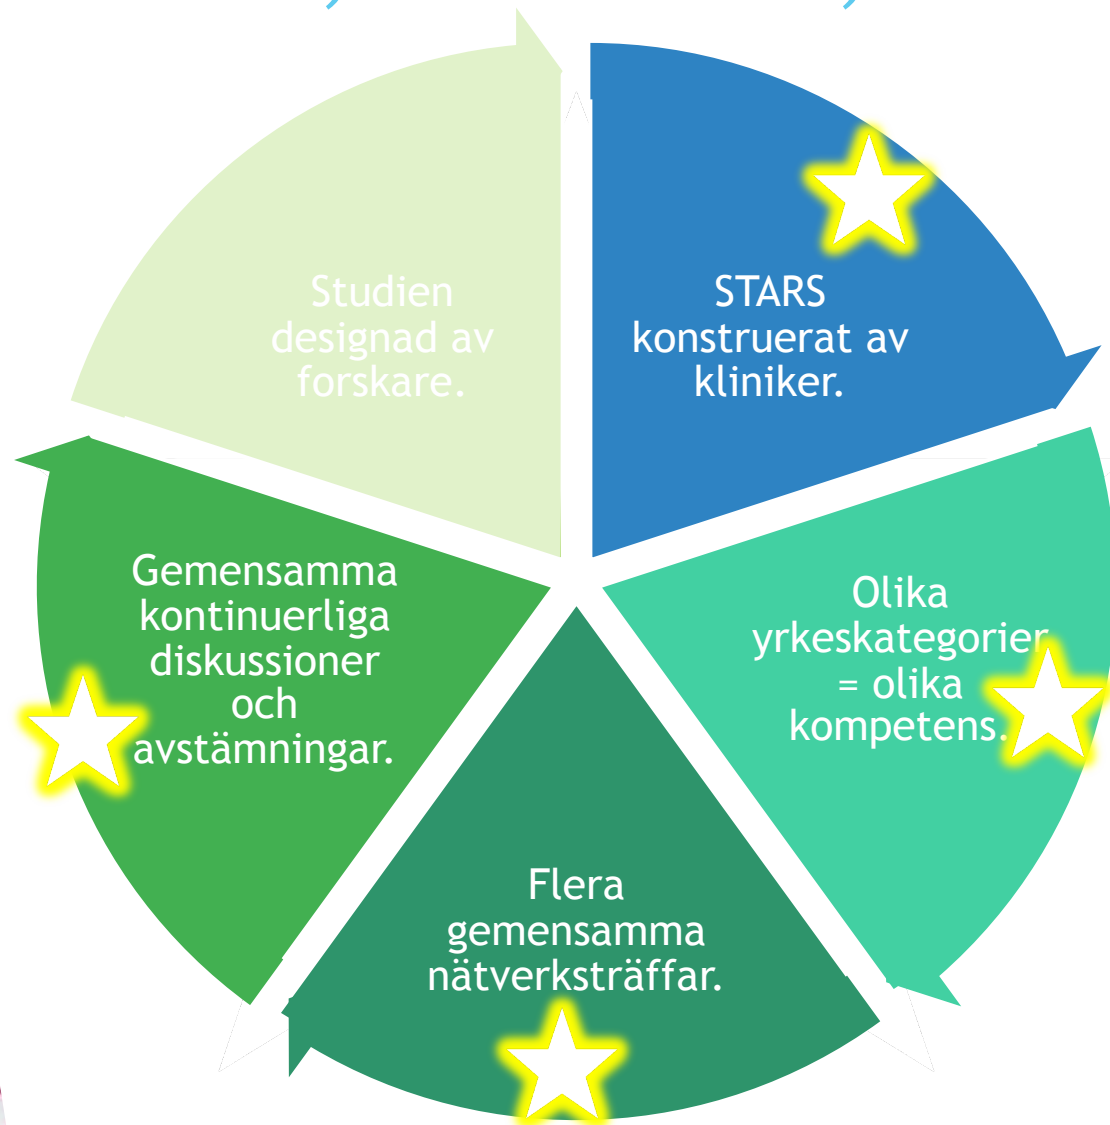 Studien
designad av
forskare.
STARS
konstruerat av
kliniker.
Olika
yrkeskategorier
= olika
kompetens.
Flera
gemensamma
nätverksträffar.
Gemensamma
kontinuerliga
diskussioner
och
avstämningar.